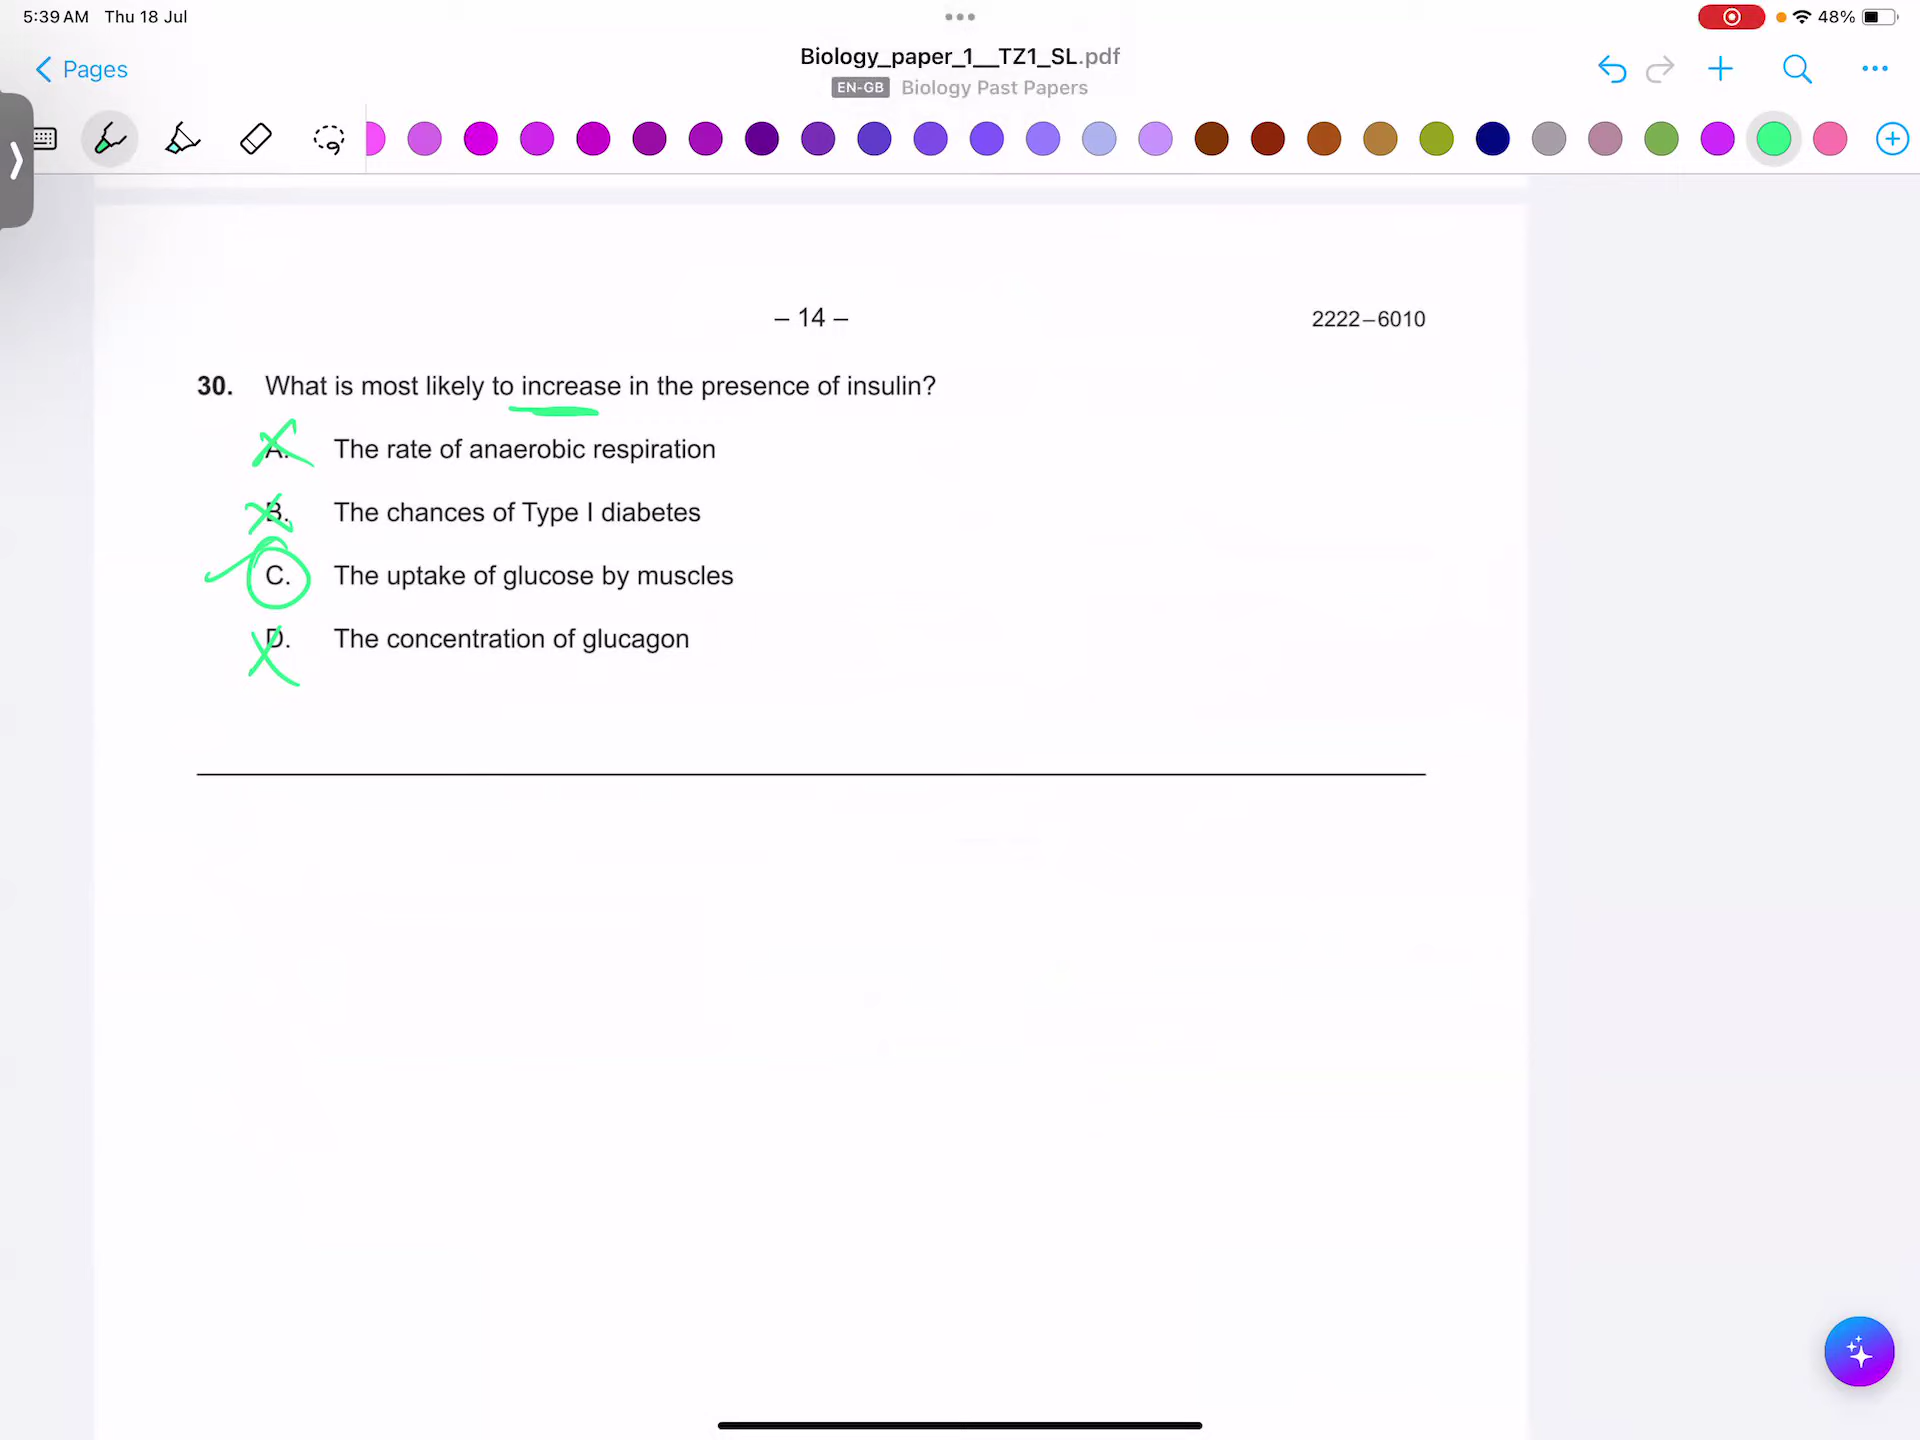 5:39 AM Thu 18 Jul
48%
Pages
Biology_paper_1__TZ1_SL.pdf
EN-GB Biology Past Papers
– 14 –
2222–6010
30. What is most likely to increase in the presence of insulin?
A. The rate of anaerobic respiration
B. The chances of Type I diabetes
C. The uptake of glucose by muscles
D. The concentration of glucagon